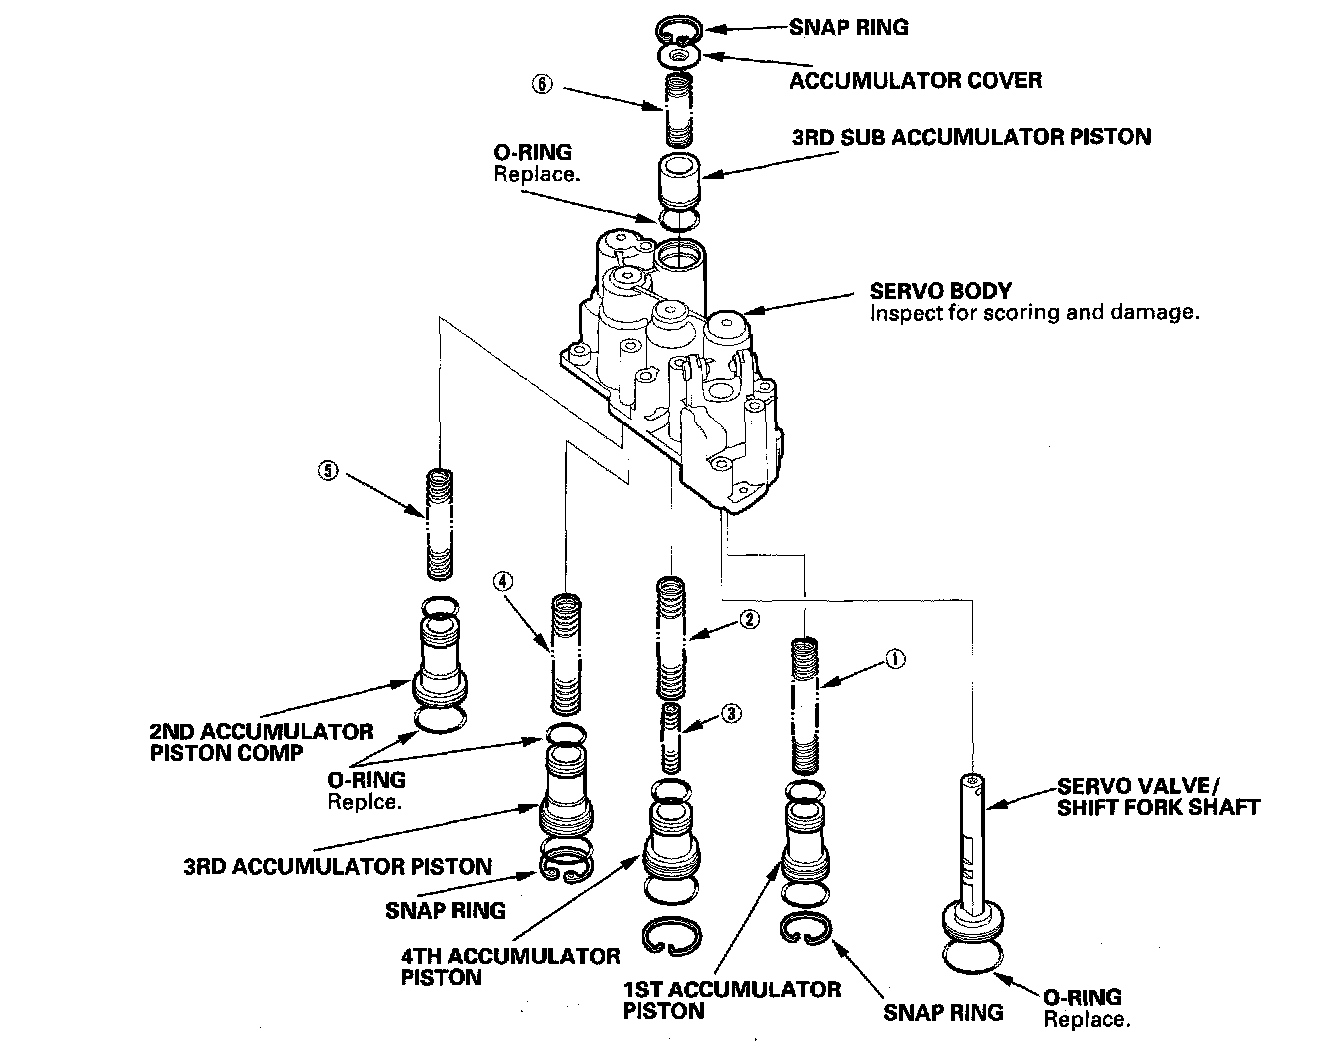 SNAP RING
ACCUMULATOR COVER
6
3RD SUB ACCUMULATOR PISTON
O-RING
Replace.
SERVO BODY
Inspect for scoring and damage.
5
4
2
1
3
2ND ACCUMULATOR
PISTON COMP
O-RING
Replce.
SERVO VALVE/
SHIFT FORK SHAFT
3RD ACCUMULATOR PISTON
SNAP RING
4TH ACCUMULATOR
PISTON
1ST ACCUMULATOR
PISTON
SNAP RING
O-RING
Replace.